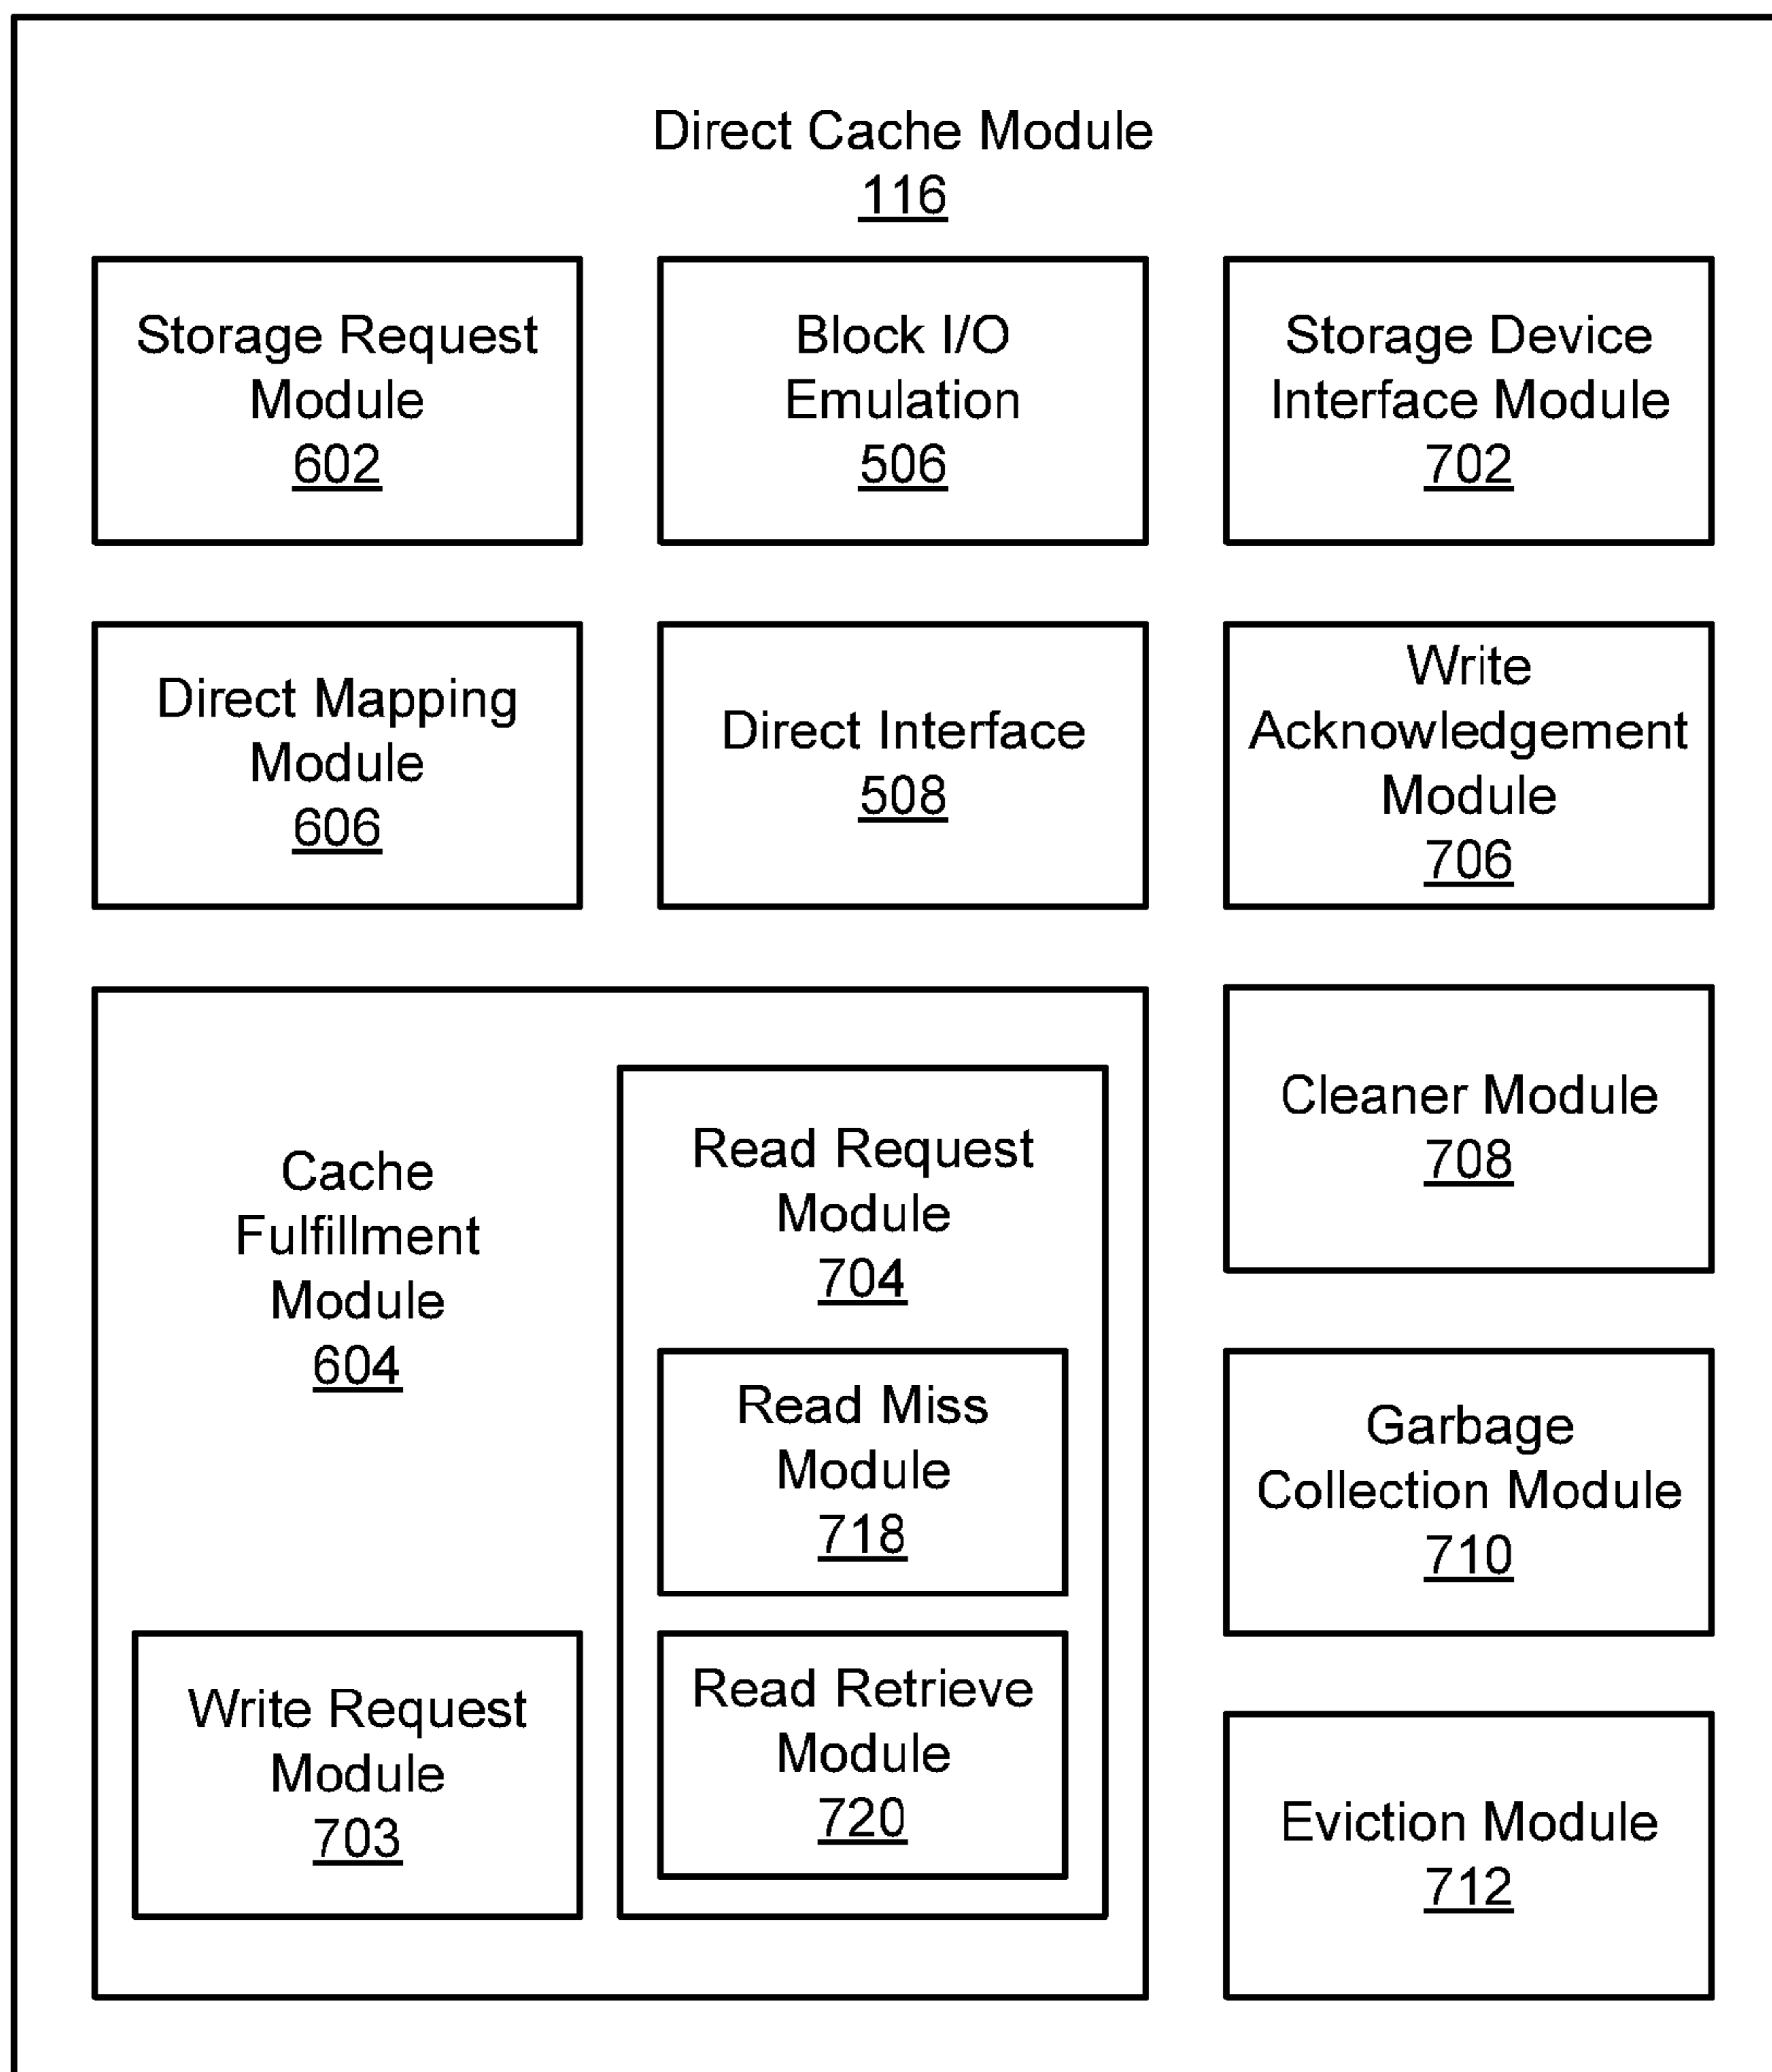 Direct Cache Module
116
Storage Request
Module
602
Block I/O
Emulation
506
Storage Device
Interface Module
702
Direct Mapping
Module
606
Direct Interface
508
Write
Acknowledgement
Module
706
Cache
Fulfillment
Module
604
Write Request
Module
703
Read Request
Module
704
Read Miss
Module
718
Read Retrieve
Module
720
Cleaner Module
708
Garbage
Collection Module
710
Eviction Module
712